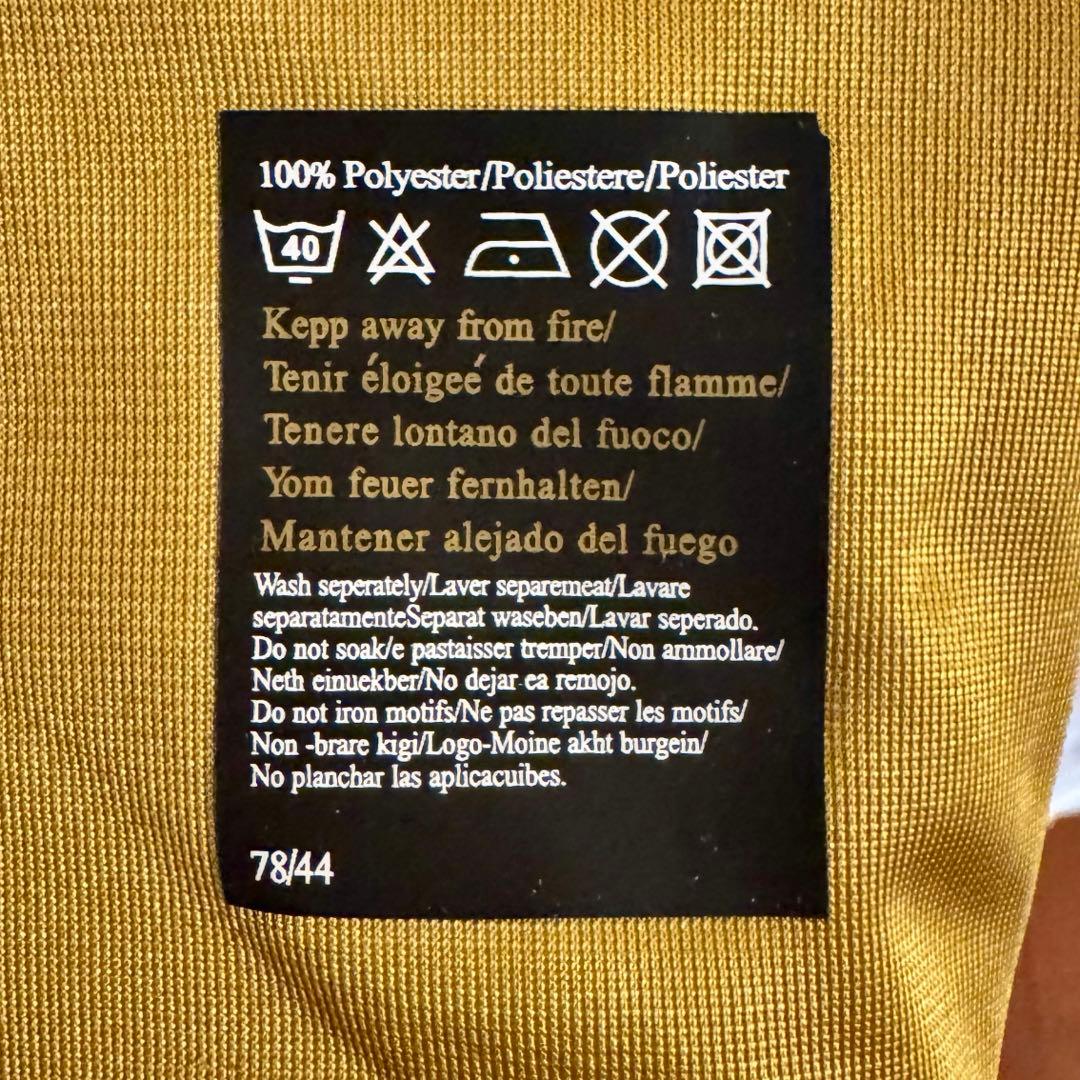 100% Polyester/Poliestere/Poliester
40
Kepp away from fire/
Tenir éloigeé de toute flamme/
Tenere lontano del fuoco/
Yom feuer fernhalten/
Mantener alejado del fuego
Wash seperately/Laver separemeat/Lavare
separatamenteSeparat waseben/Lavar seperado.
Do not soak/e pastaisser tremper/Non ammollare/
Neth einuekber/No dejar ea remojo.
Do not iron motifs/Ne pas repasser les motifs/
Non -brare kigi/Logo-Moine akht burgein/
No planchar las aplicacuibes.
78/44